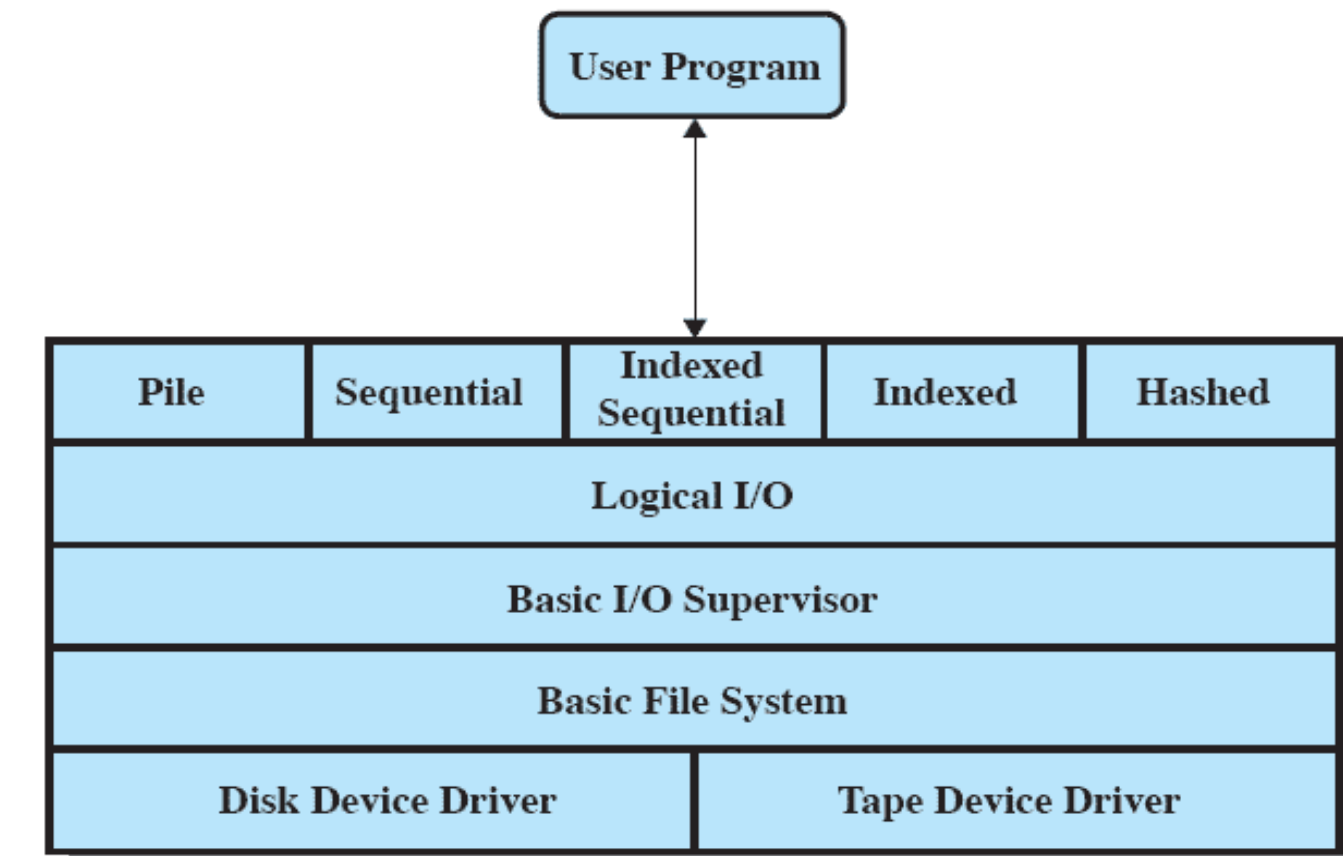 User Program
Pile
Sequential
Indexed
Sequential
Indexed
Hashed
Logical I/O
Basic I/O Supervisor
Basic File System
Disk Device Driver
Tape Device Driver